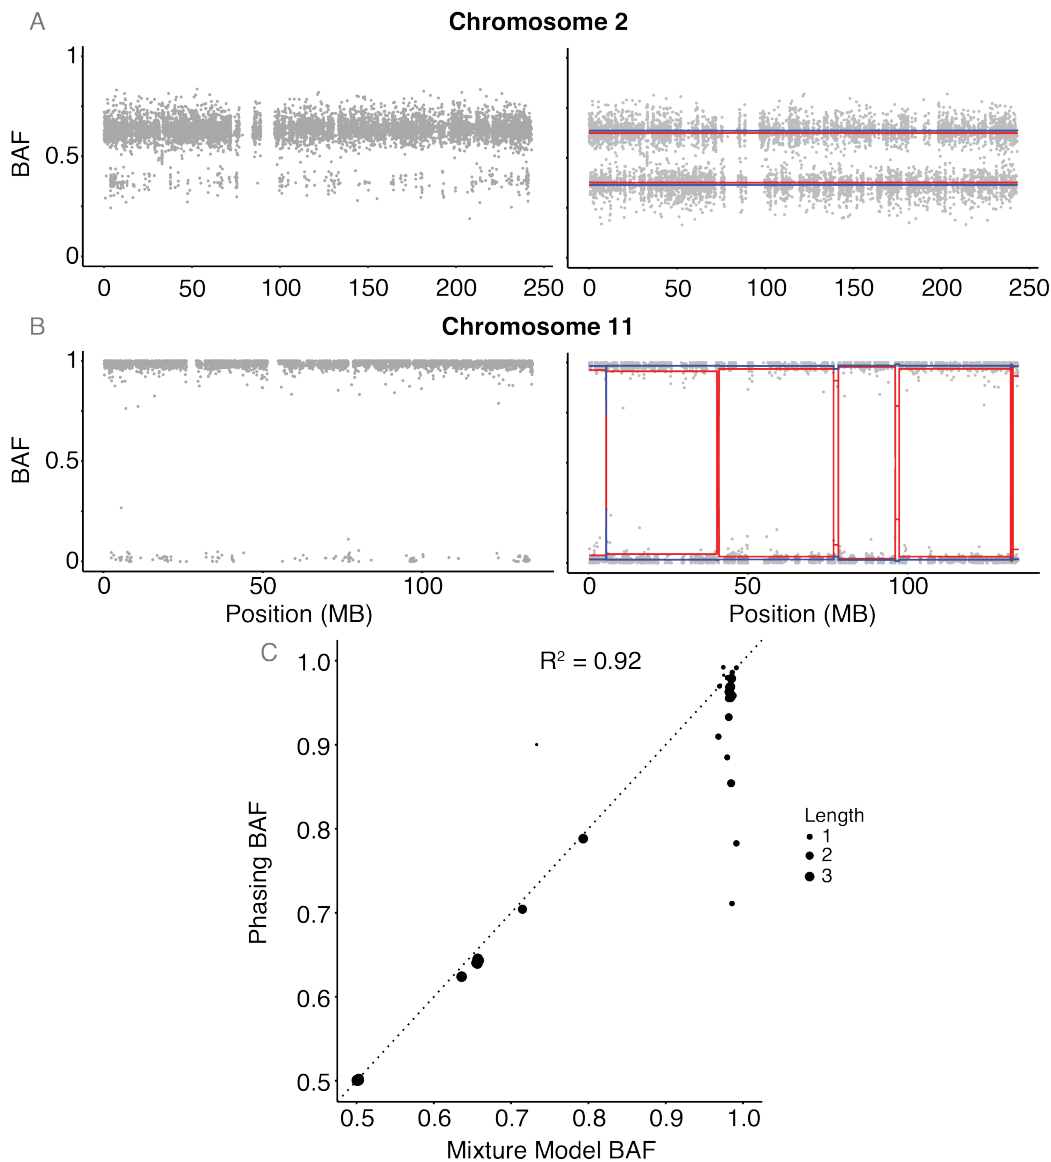 A
Chromosome 2
BAF
1
0.5
0
0 50 100 150 200 250
0 50 100 150 200 250
B
Chromosome 11
BAF
1
0.5
0
0 50 100
0 50 100
Position (MB)
Position (MB)
C
R² = 0.92
Phasing BAF
1.0
0.9
0.8
0.7
0.6
0.5
Length
1
2
3
0.5 0.6 0.7 0.8 0.9 1.0
Mixture Model BAF